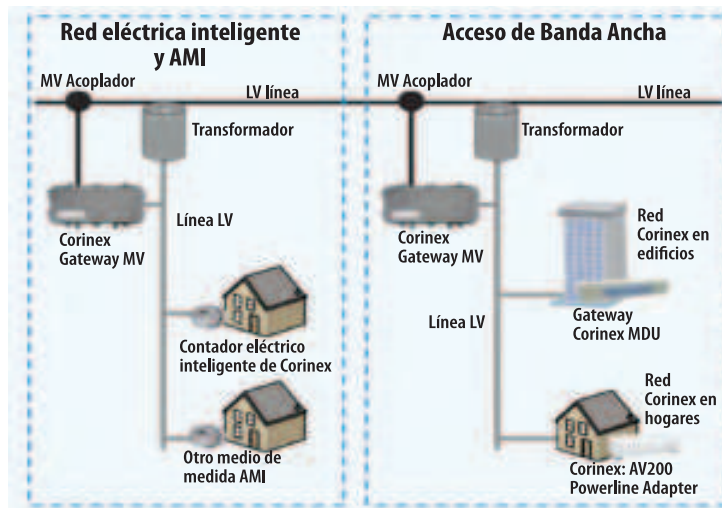 Red eléctrica inteligente
y AMI
MV Acoplador
LV línea
Transformador
Corinex
Gateway MV
Línea LV
Contador eléctrico
inteligente de Corinex
Otro medio de
medida AMI
Acceso de Banda Ancha
MV Acoplador
LV línea
Transformador
Corinex
Gateway MV
Red
Corinex en
edificios
Línea LV
Gateway
Corinex MDU
Red
Corinex en
hogares
Corinex: AV200
Powerline Adapter